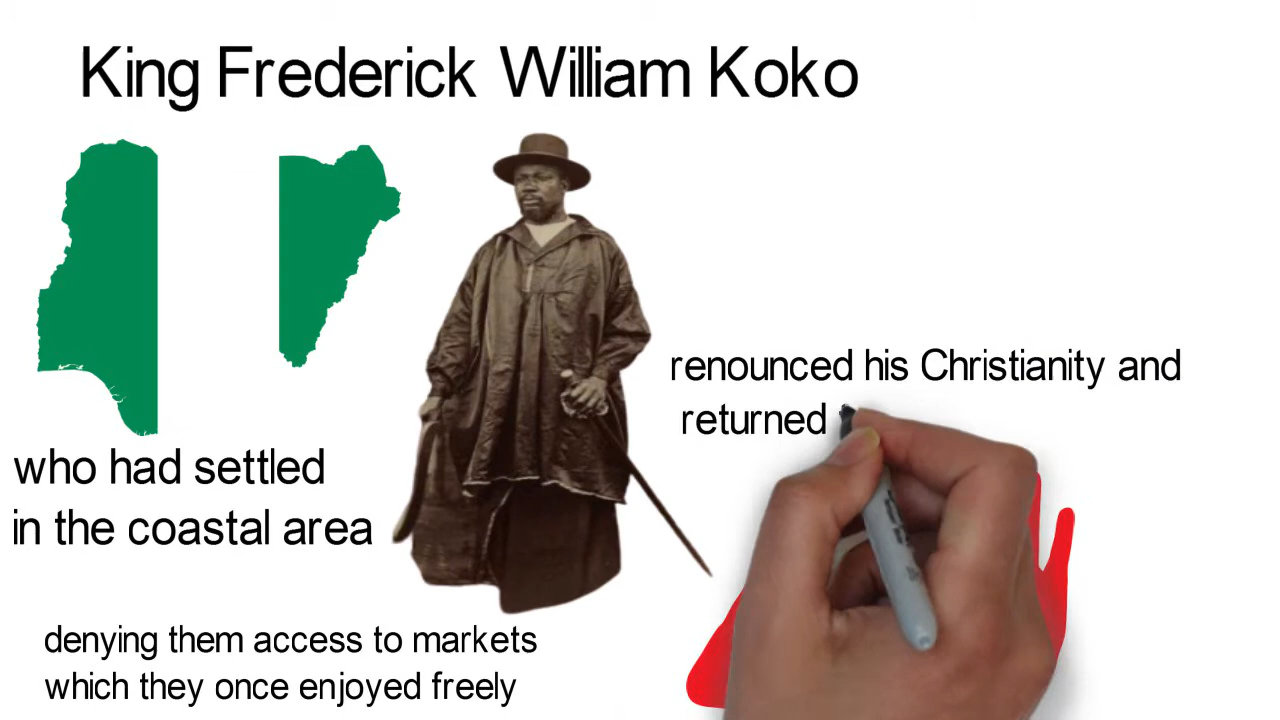 King Frederick William Koko
renounced his Christianity and
returned
who had settled
in the coastal area
denying them access to markets
which they once enjoyed freely